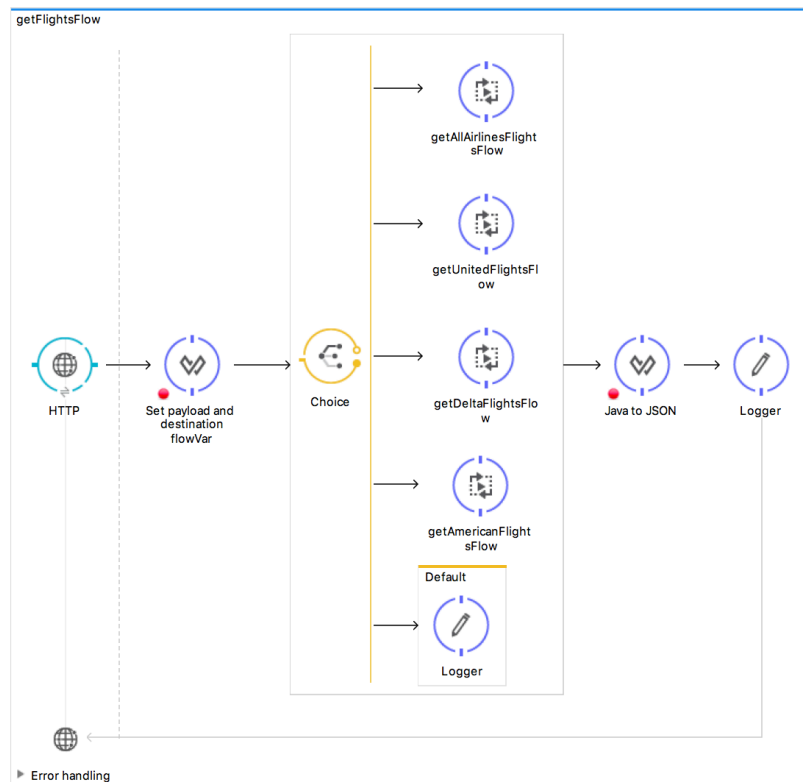 getFlightsFlow
getAllAirlinesFlight
sFlow
getUnitedFlightsFl
ow
HTTP
Set payload and
destination
flowVar
Choice
getDeltaFlightsFlo
w
Java to JSON
Logger
getAmericanFlight
sFlow
Default
Logger
Error handling